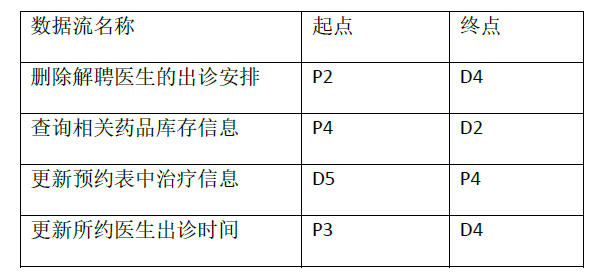 数据流名称 起点 终点
删除解聘医生的出诊安排 P2 D4
查询相关药品库存信息 P4 D2
更新预约表中治疗信息 D5 P4
更新所约医生出诊时间 P3 D4